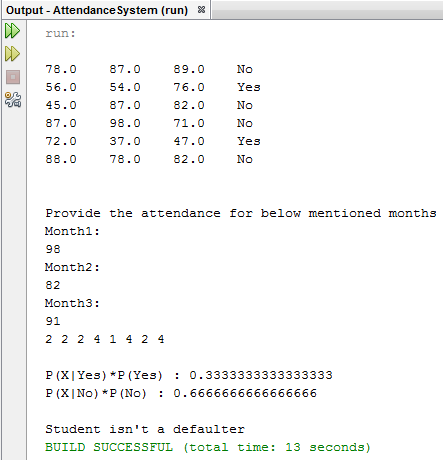 Output - AttendanceSystem (run)
run:
78.0 87.0 89.0 No
56.0 54.0 76.0 Yes
45.0 87.0 82.0 No
87.0 98.0 71.0 No
72.0 37.0 47.0 Yes
88.0 78.0 82.0 No
Provide the attendance for below mentioned months
Month1:
98
Month2:
82
Month3:
91
2 2 2 4 1 4 2 4
P(X|Yes)*P(Yes) : 0.3333333333333333
P(X|No)*P(No) : 0.6666666666666666
Student isn't a defaulter
BUILD SUCCESSFUL (total time: 13 seconds)